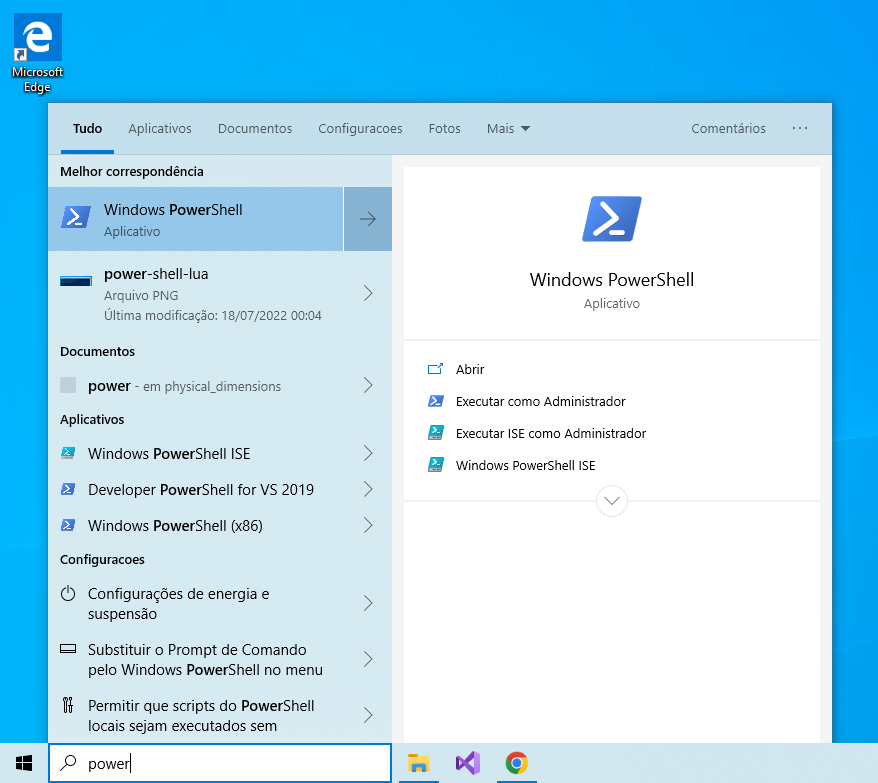 Microsoft
Edge
Tudo
Aplicativos
Documentos
Configuracoes
Fotos
Mais
Comentários
...
Melhor correspondência
Windows PowerShell
Aplicativo
power-shell-lua
Arquivo PNG
Última modificação: 18/07/2022 00:04
Documentos
power - em physical_dimensions
Aplicativos
Windows PowerShell ISE
Developer PowerShell for VS 2019
Windows PowerShell (x86)
Configuracoes
Configurações de energia e
suspensão
Substituir o Prompt de Comando
pelo Windows PowerShell no menu
Permitir que scripts do PowerShell
locais sejam executados sem
Windows PowerShell
Aplicativo
Abrir
Executar como Administrador
Executar ISE como Administrador
Windows PowerShell ISE
power